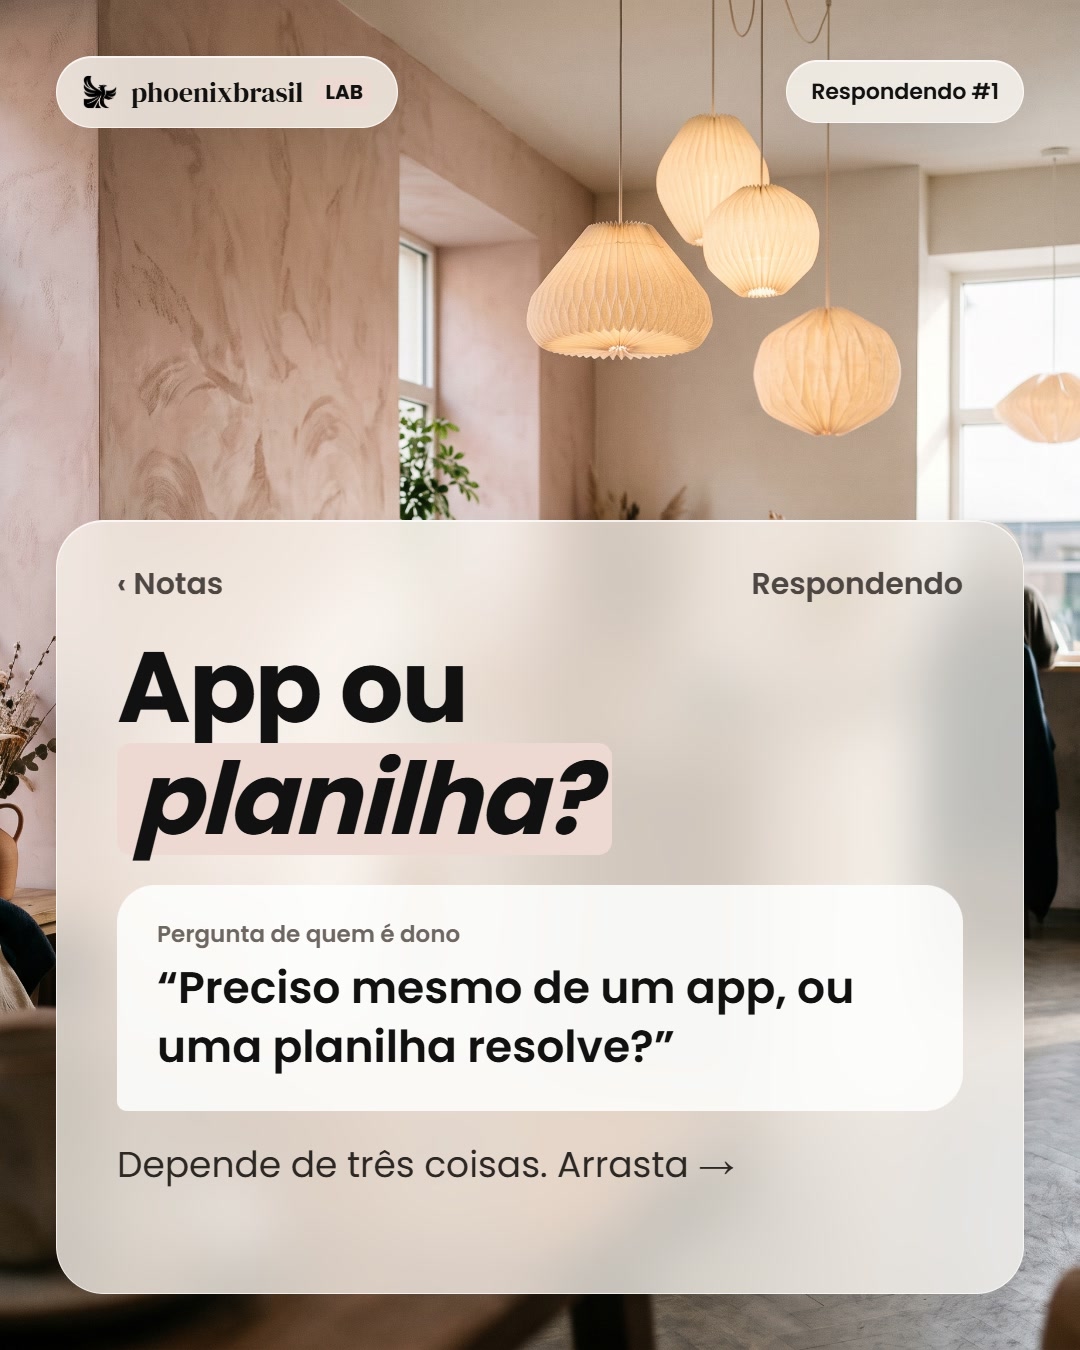 phoenixbrasil LAB
Respondendo #1
‹ Notas
Respondendo
App ou
planilha?
Pergunta de quem é dono
“Preciso mesmo de um app, ou
uma planilha resolve?”
Depende de três coisas. Arrasta →